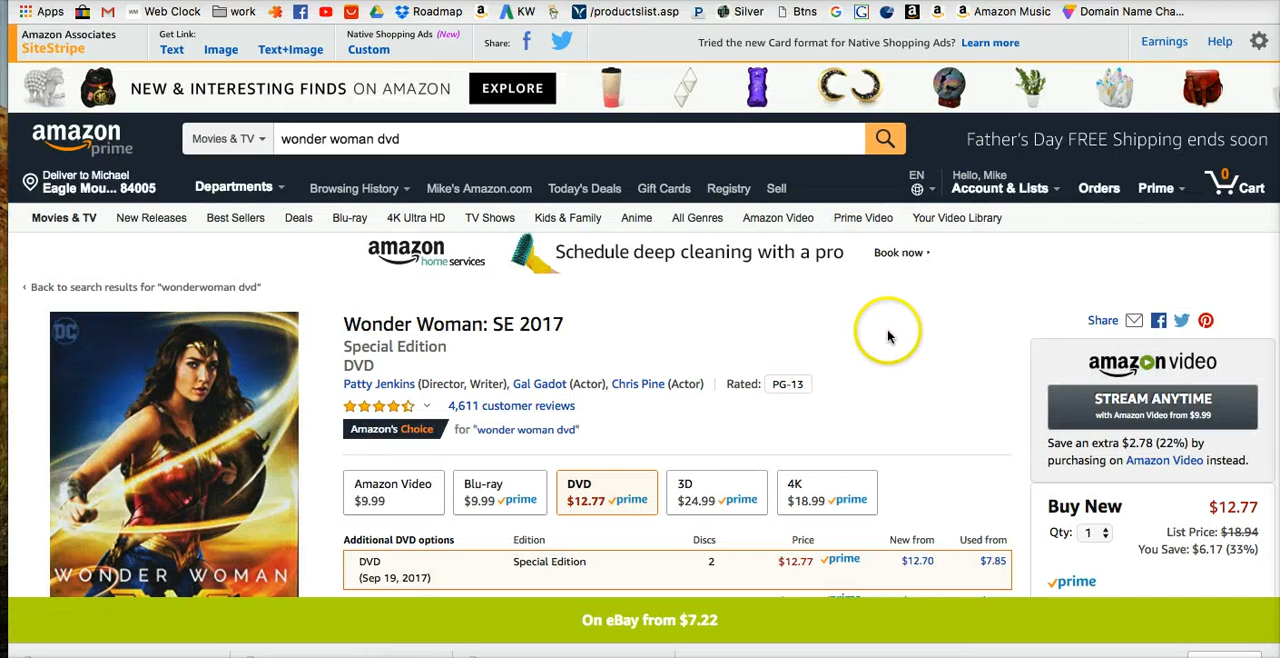 Apps Web Clock work Roadmap KW /productslist.asp Silver Btns Amazon Music Domain Name Cha...
Amazon Associates
SiteStripe
Get Link:
Text Image Text+Image
Native Shopping Ads (New)
Custom
Share:
Tried the new Card format for Native Shopping Ads? Learn more
Earnings Help
NEW & INTERESTING FINDS ON AMAZON EXPLORE
amazon
prime
Movies & TV wonder woman dvd
Father's Day FREE Shipping ends soon
Deliver to Michael
Eagle Mou... 84005
Departments Browsing History Mike's Amazon.com Today's Deals Gift Cards Registry Sell
EN
Hello, Mike
Account & Lists Orders Prime 0 Cart
Movies & TV New Releases Best Sellers Deals Blu-ray 4K Ultra HD TV Shows Kids & Family Anime All Genres Amazon Video Prime Video Your Video Library
amazon
home services
Schedule deep cleaning with a pro Book now
‹ Back to search results for "wonderwoman dvd"
DC
WONDER WOMAN
Wonder Woman: SE 2017
Special Edition
DVD
Patty Jenkins (Director, Writer), Gal Gadot (Actor), Chris Pine (Actor) Rated: PG-13
4,611 customer reviews
Amazon's Choice for "wonder woman dvd"
Amazon Video
$9.99
Blu-ray
$9.99 prime
DVD
$12.77 prime
3D
$24.99 prime
4K
$18.99 prime
Additional DVD options Edition Discs Price New from Used from
DVD Special Edition 2 $12.77 prime $12.70 $7.85
(Sep 19, 2017)
Share
amazon video
STREAM ANYTIME
with Amazon Video from $9.99
Save an extra $2.78 (22%) by
purchasing on Amazon Video instead.
Buy New $12.77
Qty: 1 List Price: $18.94
You Save: $6.17 (33%)
prime
On eBay from $7.22